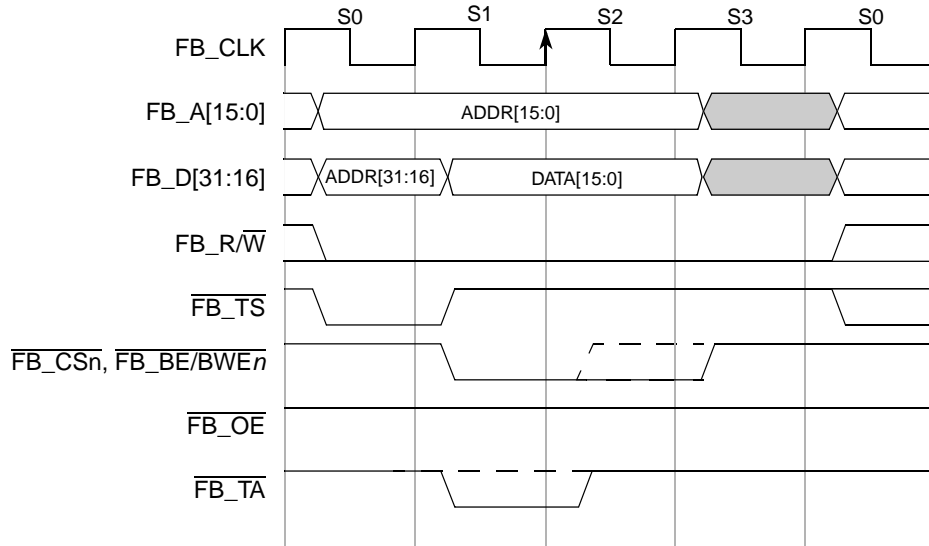 S0 S1 S2 S3 S0
FB_CLK
FB_A[15:0] ADDR[15:0]
FB_D[31:16] ADDR[31:16] DATA[15:0]
FB_R/W
FB_TS
FB_CSn, FB_BE/BWEn
FB_OE
FB_TA